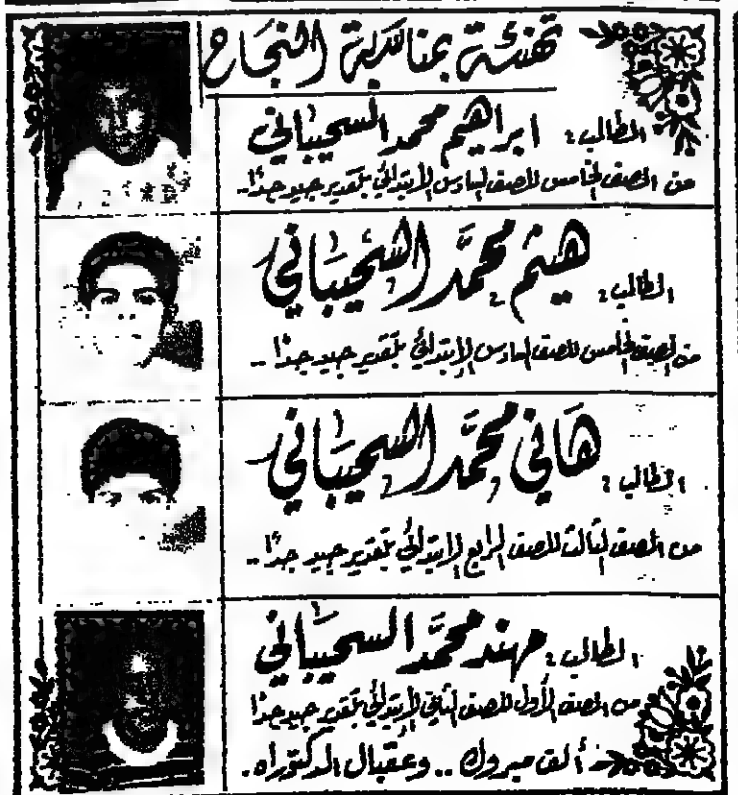 تهنئة بمناسبة النجاح
الطالب: ابراهيم محمد السحيباني
من الصف الخامس للصف السادس الابتدائي بتقدير جيد جداً..
الطالب: هيثم محمد السحيباني
من الصف الخامس للصف السادس الابتدائي بتقدير جيد جداً..
الطالب: هاني محمد السحيباني
من الصف الثالث للصف الرابع الابتدائي بتقدير جيد جداً..
الطالب: مهند محمد السحيباني
من الصف الأول للصف الثاني الابتدائي بتقدير جيد جداً
ألف مبروك .. وعقبال الدكتوراه.